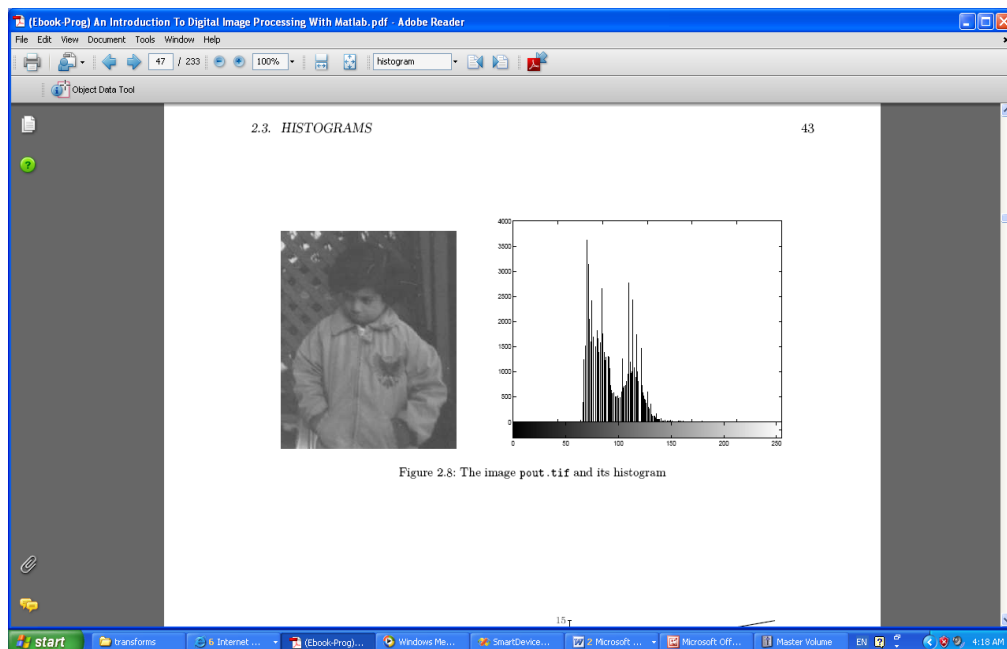 (Ebook-Prog) An Introduction To Digital Image Processing With Matlab.pdf - Adobe Reader
File Edit View Document Tools Window Help
47 / 233 100% histogram
Object Data Tool
2.3. HISTOGRAMS 43
4000
3500
3000
2500
2000
1500
1000
500
0
0 50 100 150 200 250
Figure 2.8: The image pout.tif and its histogram
15
start transforms 6 Internet ... (Ebook-Prog)... Windows Me... SmartDevice... 2 Microsoft ... Microsoft Off... Master Volume EN 4:18 AM